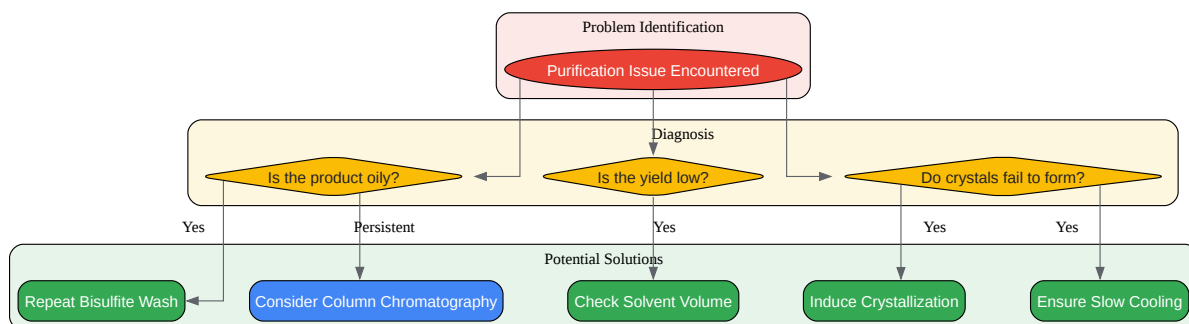 Problem Identification
Purification Issue Encountered
Diagnosis
Is the product oily?
Is the yield low?
Do crystals fail to form?
Yes
Persistent
Yes
Yes
Yes
Potential Solutions
Repeat Bisulfite Wash
Consider Column Chromatography
Check Solvent Volume
Induce Crystallization
Ensure Slow Cooling